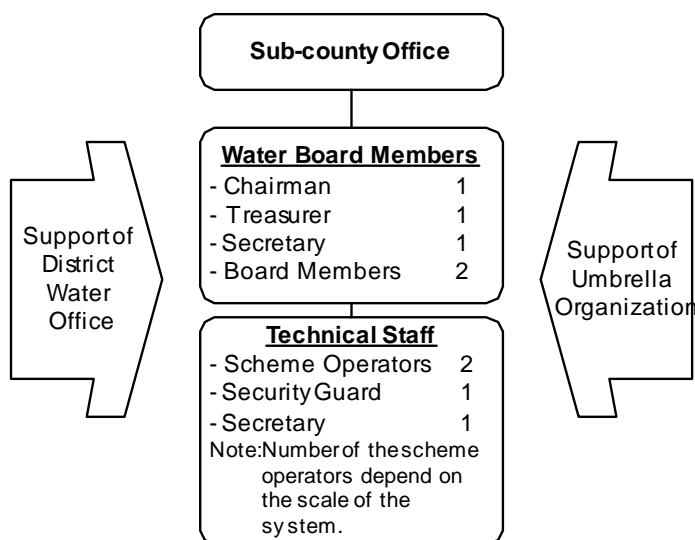 Sub-county Office
Water Board Members
- Chairman 1
- Treasurer 1
- Secretary 1
- Board Members 2
Technical Staff
- Scheme Operators 2
- Security Guard 1
- Secretary 1
Note:Number of the scheme
operators depend on
the scale of the
system.
Support of
District
Water
Office
Support of
Umbrella
Organization